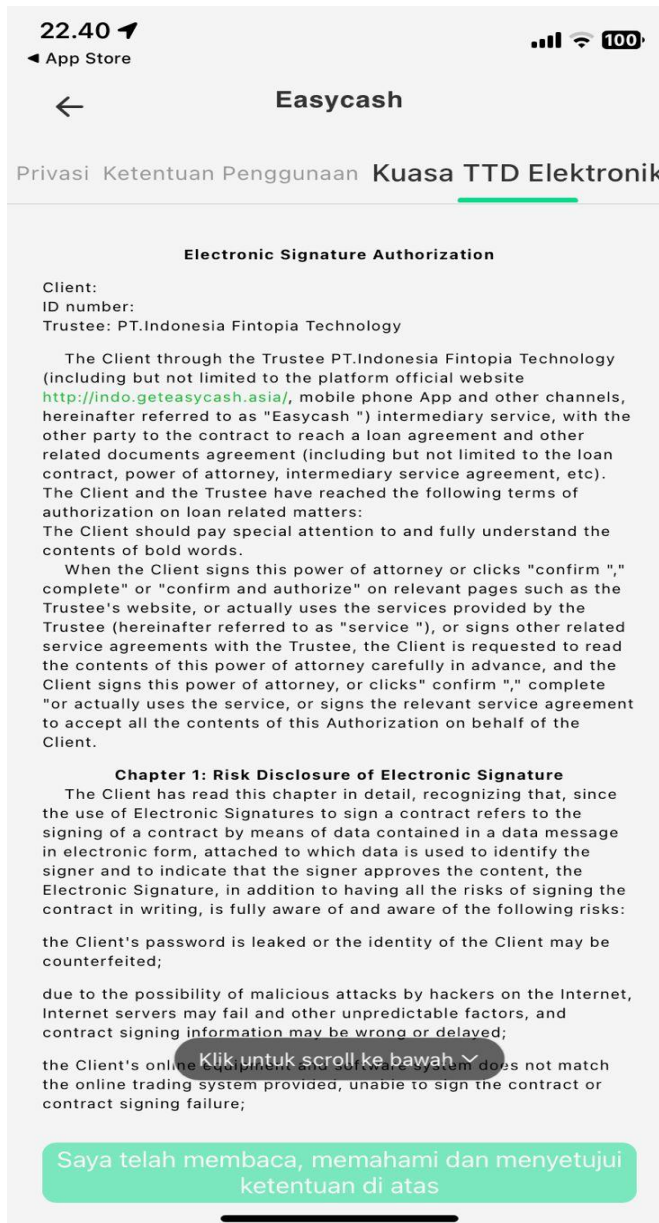 22.40
◀ App Store
100
Easycash
Privasi Ketentuan Penggunaan Kuasa TTD Elektronik
Electronic Signature Authorization
Client:
ID number:
Trustee: PT.Indonesia Fintopia Technology
The Client through the Trustee PT.Indonesia Fintopia Technology
(including but not limited to the platform official website
http://indo.geteasycash.asia/, mobile phone App and other channels,
hereinafter referred to as "Easycash ") intermediary service, with the
other party to the contract to reach a loan agreement and other
related documents agreement (including but not limited to the loan
contract, power of attorney, intermediary service agreement, etc).
The Client and the Trustee have reached the following terms of
authorization on loan related matters:
The Client should pay special attention to and fully understand the
contents of bold words.
When the Client signs this power of attorney or clicks "confirm ","
complete" or "confirm and authorize" on relevant pages such as the
Trustee's website, or actually uses the services provided by the
Trustee (hereinafter referred to as "service "), or signs other related
service agreements with the Trustee, the Client is requested to read
the contents of this power of attorney carefully in advance, and the
Client signs this power of attorney, or clicks" confirm "," complete
"or actually uses the service, or signs the relevant service agreement
to accept all the contents of this Authorization on behalf of the
Client.
Chapter 1: Risk Disclosure of Electronic Signature
The Client has read this chapter in detail, recognizing that, since
the use of Electronic Signatures to sign a contract refers to the
signing of a contract by means of data contained in a data message
in electronic form, attached to which data is used to identify the
signer and to indicate that the signer approves the content, the
Electronic Signature, in addition to having all the risks of signing the
contract in writing, is fully aware of and aware of the following risks:
the Client's password is leaked or the identity of the Client may be
counterfeited;
due to the possibility of malicious attacks by hackers on the Internet,
Internet servers may fail and other unpredictable factors, and
contract signing information may be wrong or delayed;
the Client's online equipment and software system does not match
Klik untuk scroll ke bawah
the online trading system provided, unable to sign the contract or
contract signing failure;
Saya telah membaca, memahami dan menyetujui
ketentuan di atas